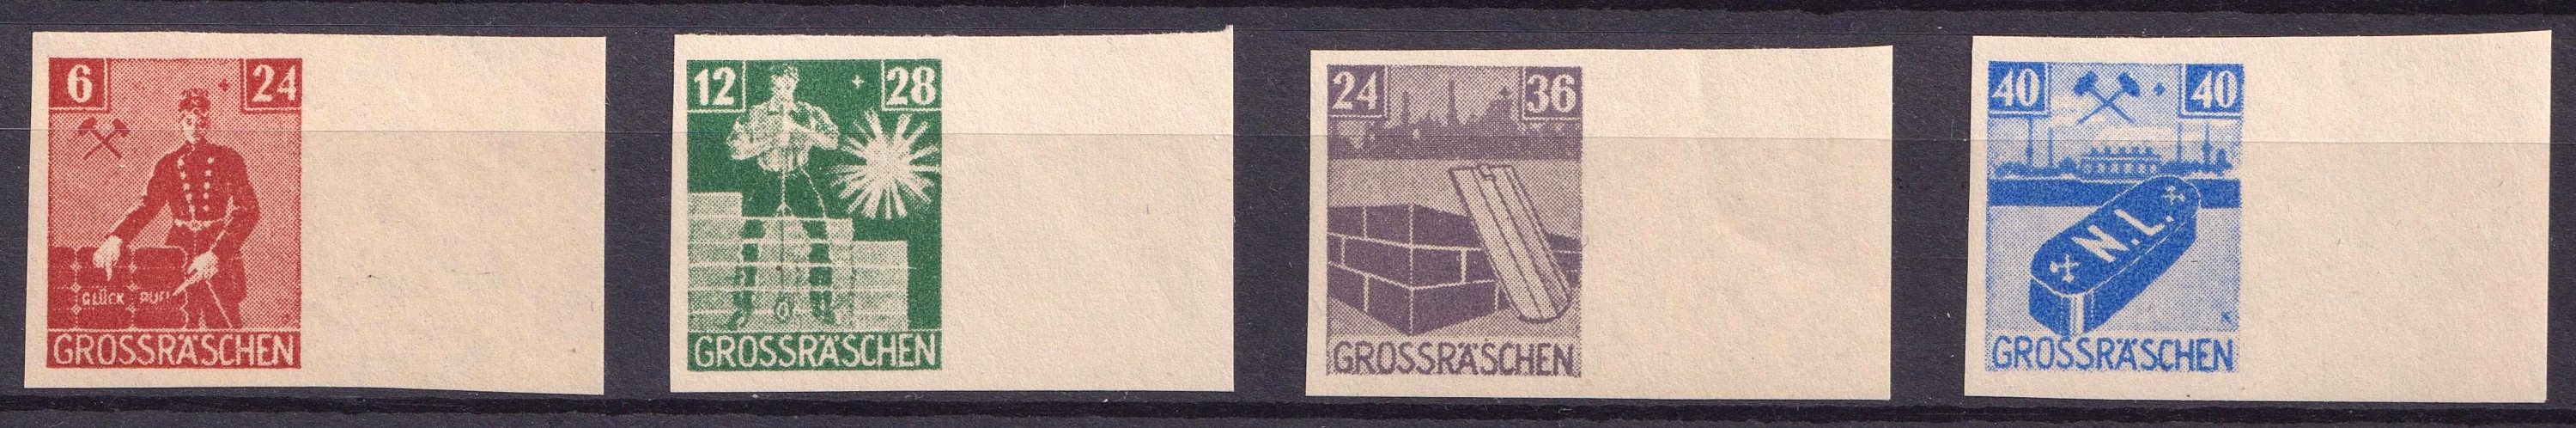 6 + 24
GLÜCK AUF!
GROSSRÄSCHEN
12 + 28
GROSSRÄSCHEN
24 36
GROSSRÄSCHEN
40 + 40
N.L.
GROSSRÄSCHEN